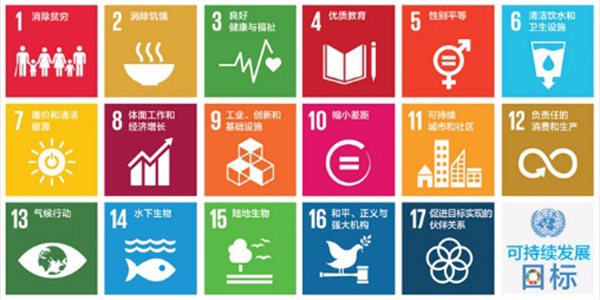 1 消除贫穷
2 消除饥饿
3 良好
健康与福祉
4 优质教育
5 性别平等
6 清洁饮水和
卫生设施
7 廉价和清洁
能源
8 体面工作和
经济增长
9 工业、创新和
基础设施
10 缩小差距
11 可持续
城市和社区
12 负责任的
消费和生产
13 气候行动
14 水下生物
15 陆地生物
16 和平、正义与
强大机构
17 促进目标实现的
伙伴关系
可持续发展
目标